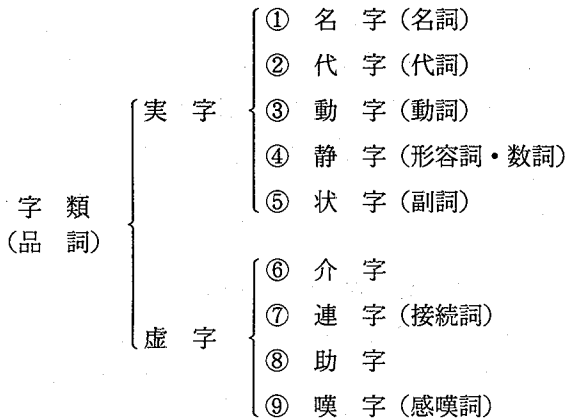 ① 名 字 (名詞)
② 代 字 (代詞)
実 字
③ 動 字 (動詞)
④ 静 字 (形容詞・数詞)
⑤ 状 字 (副詞)
字 類
(品 詞)
⑥ 介 字
⑦ 連 字 (接続詞)
虚 字
⑧ 助 字
⑨ 嘆 字 (感嘆詞)